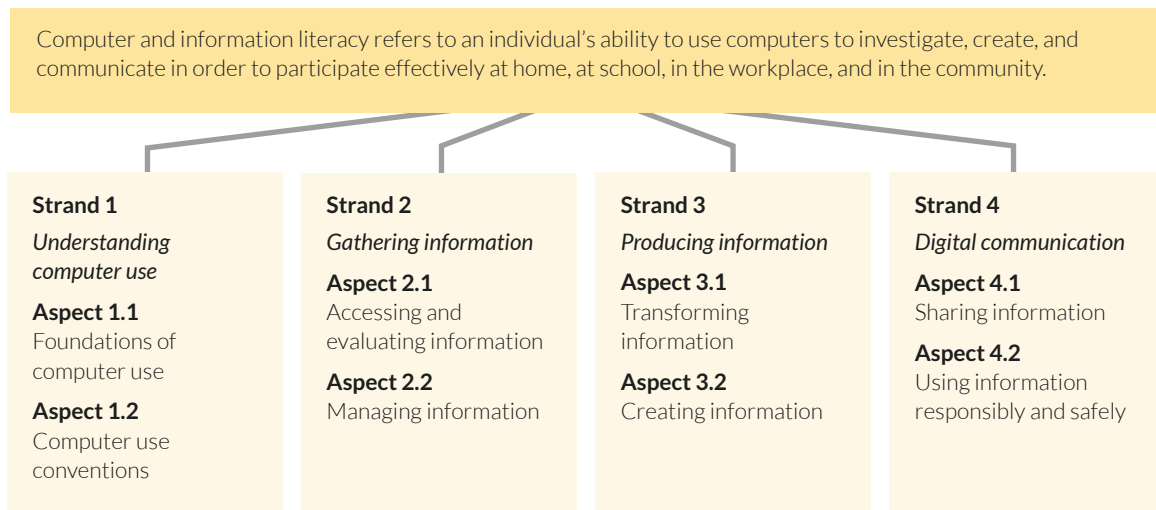 Computer and information literacy refers to an individual’s ability to use computers to investigate, create, and
communicate in order to participate effectively at home, at school, in the workplace, and in the community.
Strand 1
Understanding
computer use
Aspect 1.1
Foundations of
computer use
Aspect 1.2
Computer use
conventions
Strand 2
Gathering information
Aspect 2.1
Accessing and
evaluating information
Aspect 2.2
Managing information
Strand 3
Producing information
Aspect 3.1
Transforming
information
Aspect 3.2
Creating information
Strand 4
Digital communication
Aspect 4.1
Sharing information
Aspect 4.2
Using information
responsibly and safely